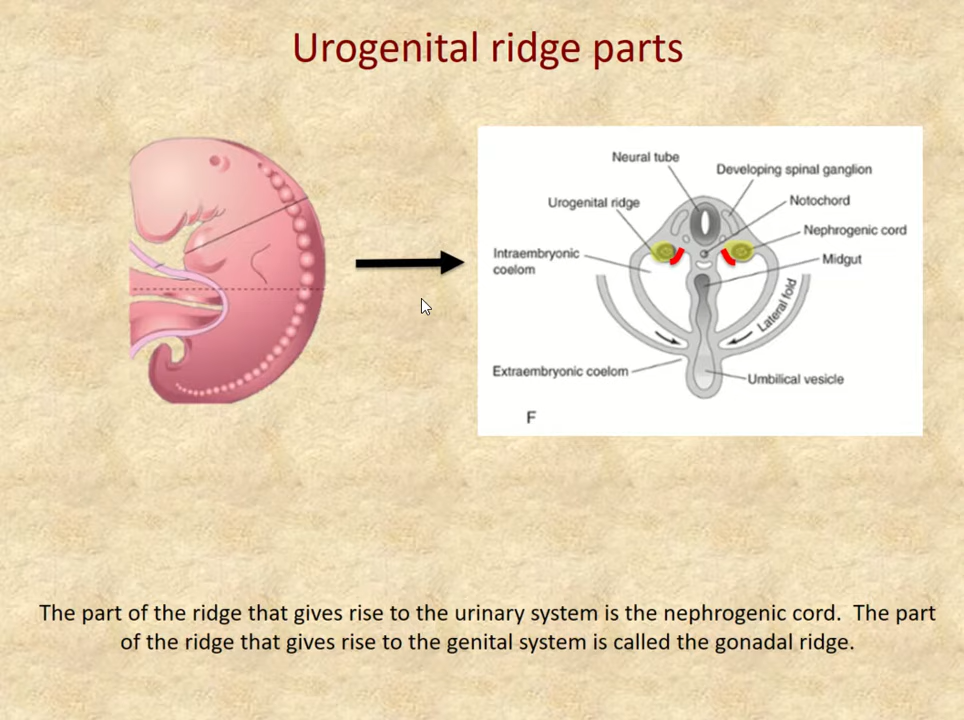 Urogenital ridge parts
Neural tube
Developing spinal ganglion
Urogenital ridge
Notochord
Nephrogenic cord
Intraembryonic
coelom
Midgut
Lateral fold
Extraembryonic coelom
Umbilical vesicle
F
The part of the ridge that gives rise to the urinary system is the nephrogenic cord.  The part
of the ridge that gives rise to the genital system is called the gonadal ridge.